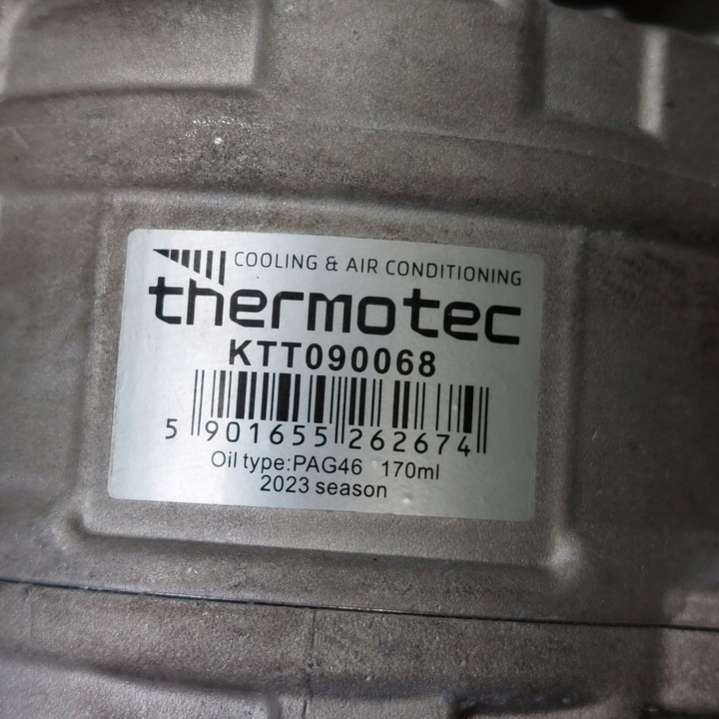 COOLING & AIR CONDITIONING
thermotec
KTT090068
5 901655 262674
Oil type:PAG46 170ml
2023 season